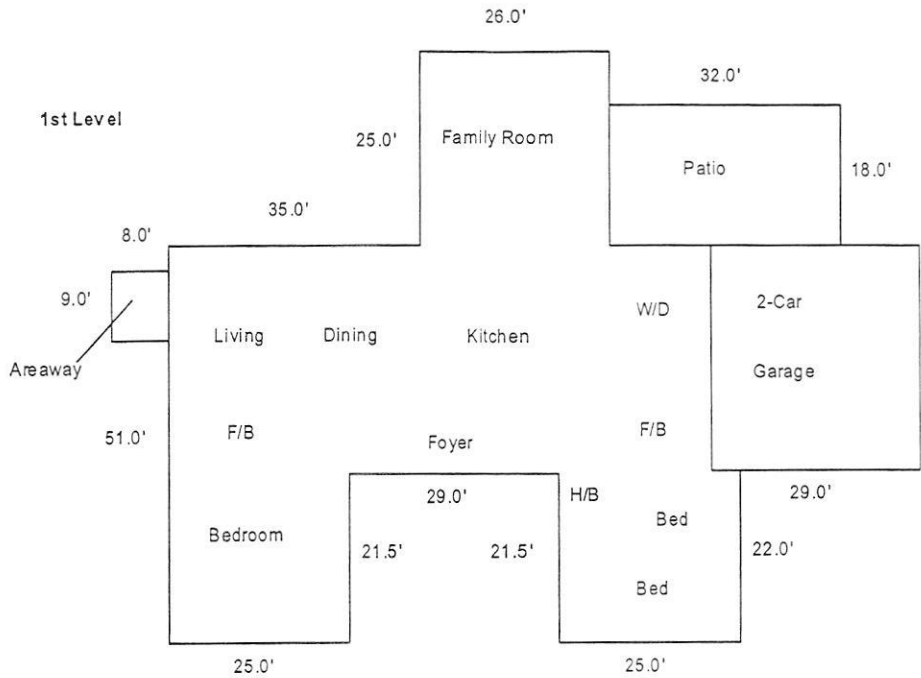 26.0'
32.0'
1st Level
25.0'
Family Room
Patio
18.0'
35.0'
8.0'
9.0'
W/D
2-Car
Living
Dining
Kitchen
Areaway
Garage
51.0'
F/B
Foyer
F/B
29.0'
H/B
29.0'
Bed
Bedroom
21.5'
21.5'
22.0'
Bed
25.0'
25.0'